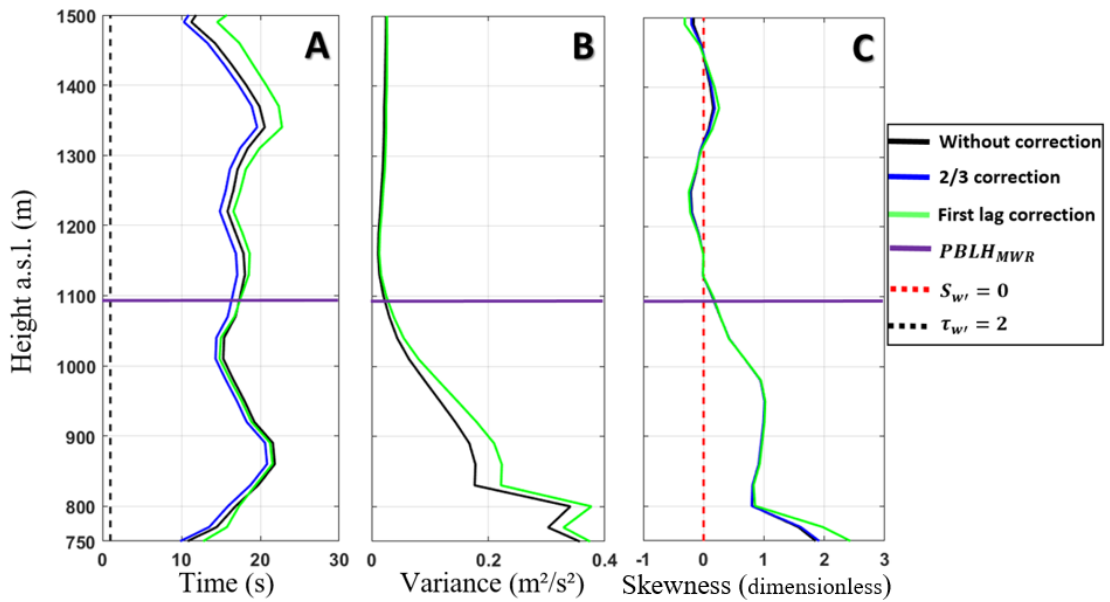 1500
1400
1300
1200
1100
1000
900
800
750
Height a.s.l. (m)
A
0 10 20 30
Time (s)
B
0 0.2 0.4
Variance (m²/s²)
C
-1 0 1 2 3
Skewness (dimensionless)
Without correction
2/3 correction
First lag correction
PBLH_MWR
S_w' = 0
τ_w' = 2